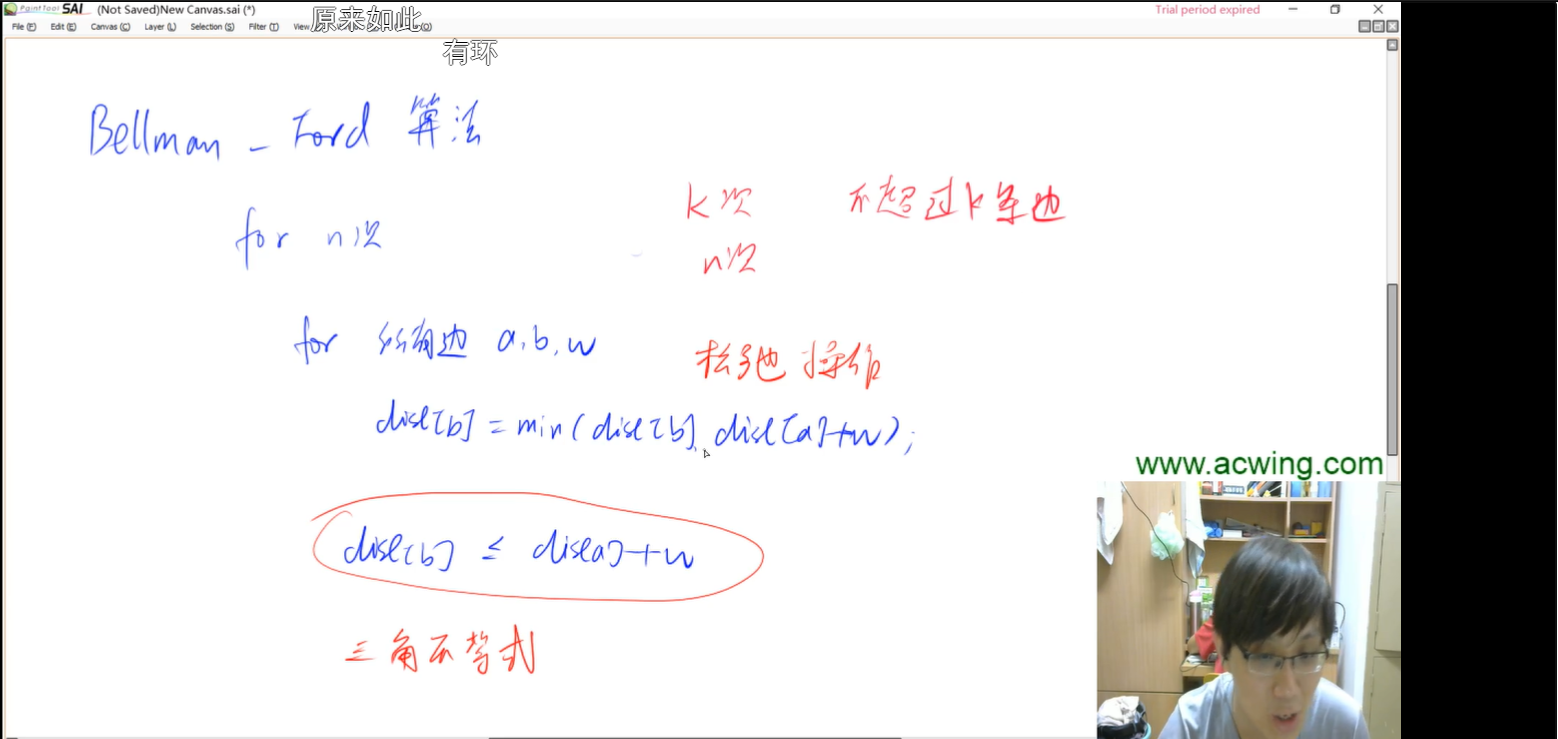 PaintTool SAI (Not Saved)New Canvas.sai (*) Trial period expired
原来如此
File (F) Edit (E) Canvas (C) Layer (L) Selection (S) Filter (T) View (O)
有环
Bellman - Ford 算法
k次 不超过k条边
for n次
n次
for 所有边 a,b,w
松弛操作
dist[b] = min(dist[b], dist[a]+w);
www.acwing.com
dist[b] ≤ dist[a]+w
三角不等式